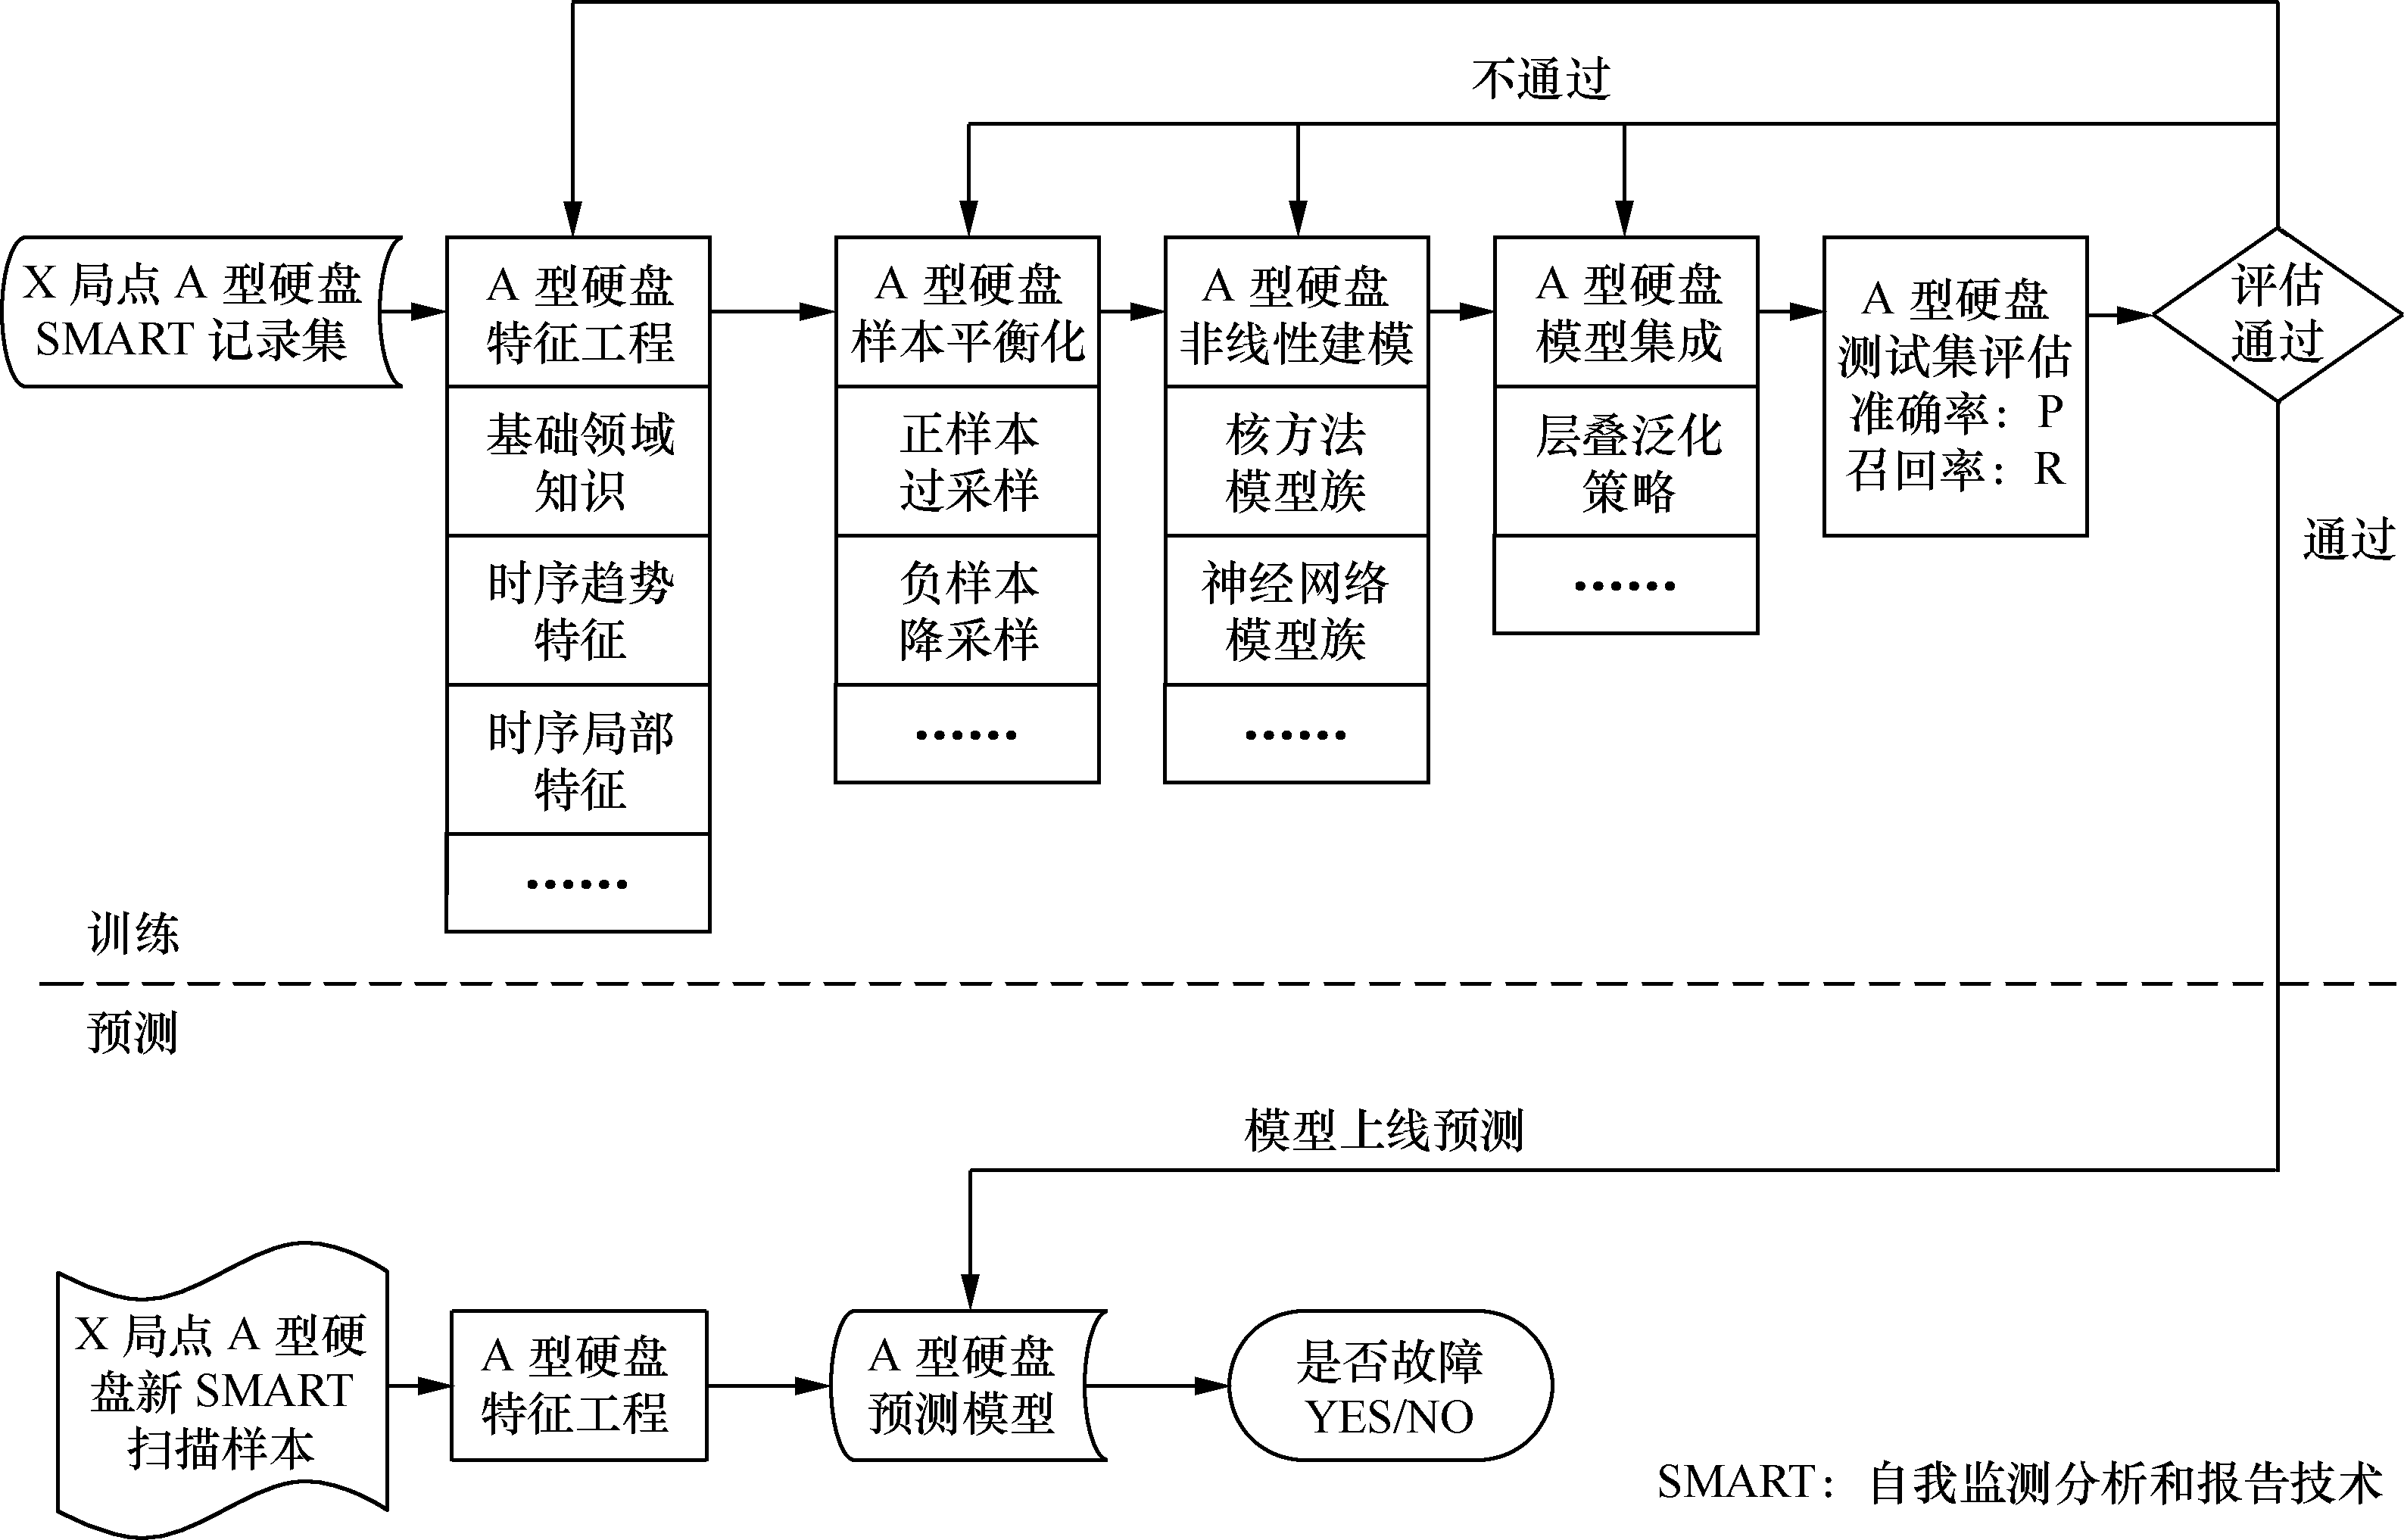 不通过
X 局点 A 型硬盘
SMART 记录集
A 型硬盘
特征工程
基础领域
知识
时序趋势
特征
时序局部
特征
……
A 型硬盘
样本平衡化
正样本
过采样
负样本
降采样
……
A 型硬盘
非线性建模
核方法
模型族
神经网络
模型族
……
A 型硬盘
模型集成
层叠泛化
策略
……
A 型硬盘
测试集评估
准确率：P
召回率：R
评估
通过
通过
训练
预测
模型上线预测
X 局点 A 型硬
盘新 SMART
扫描样本
A 型硬盘
特征工程
A 型硬盘
预测模型
是否故障
YES/NO
SMART：自我监测分析和报告技术